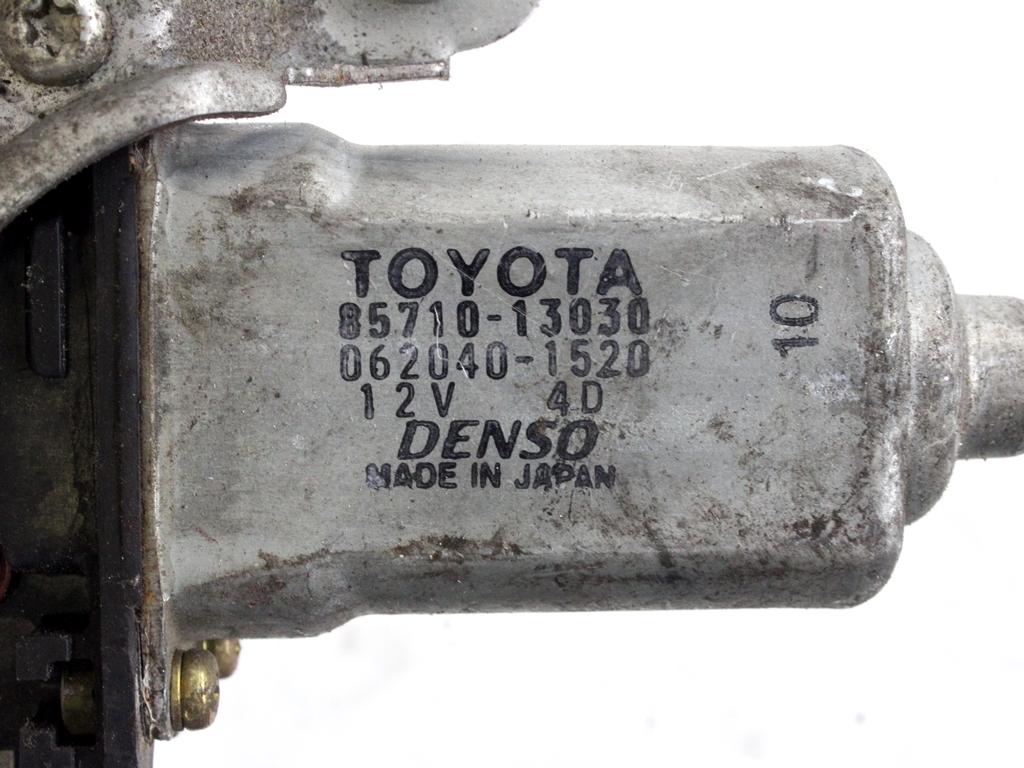 TOYOTA
85710-13030
062040-1520
12V 4D
DENSO
MADE IN JAPAN
10